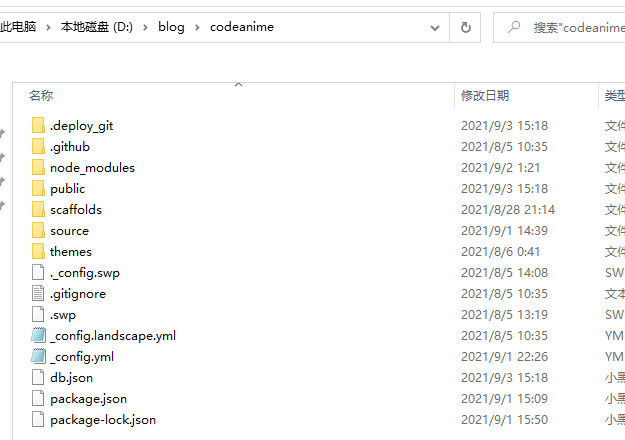 此电脑 > 本地磁盘 (D:) > blog > codeanime 搜索"codeanime
名称 修改日期 类型
.deploy_git 2021/9/3 15:18 文件
.github 2021/8/5 10:35 文件
node_modules 2021/9/2 1:21 文件
public 2021/9/3 15:18 文件
scaffolds 2021/8/28 21:14 文件
source 2021/9/1 14:39 文件
themes 2021/8/6 0:41 文件
._config.swp 2021/8/5 14:08 SW
.gitignore 2021/8/5 10:35 文本
.swp 2021/8/5 13:19 SW
_config.landscape.yml 2021/8/5 10:35 YM
_config.yml 2021/9/1 22:26 YM
db.json 2021/9/3 15:18 小黑
package.json 2021/9/1 15:09 小黑
package-lock.json 2021/9/1 15:50 小黑